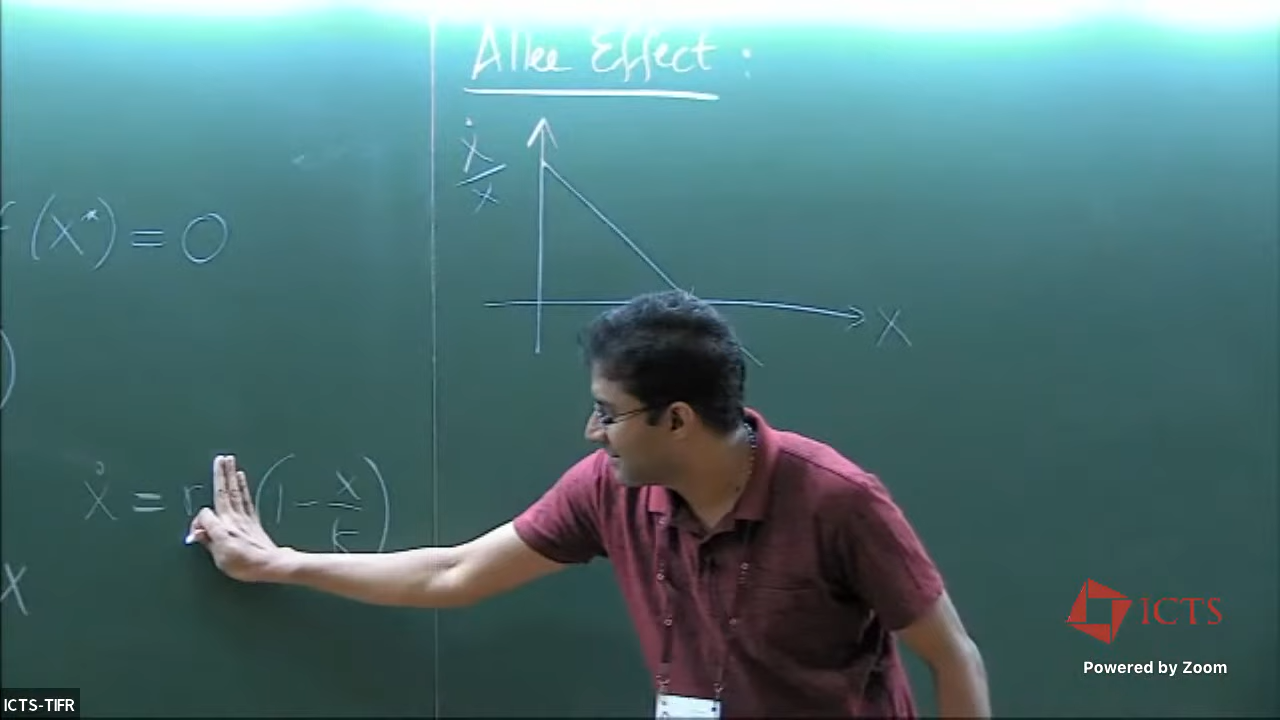 Allee Effect :
ẋ/x
(x*) = 0
)
X
ẋ = r (1 - x/k)
X
ICTS
Powered by Zoom
ICTS-TIFR